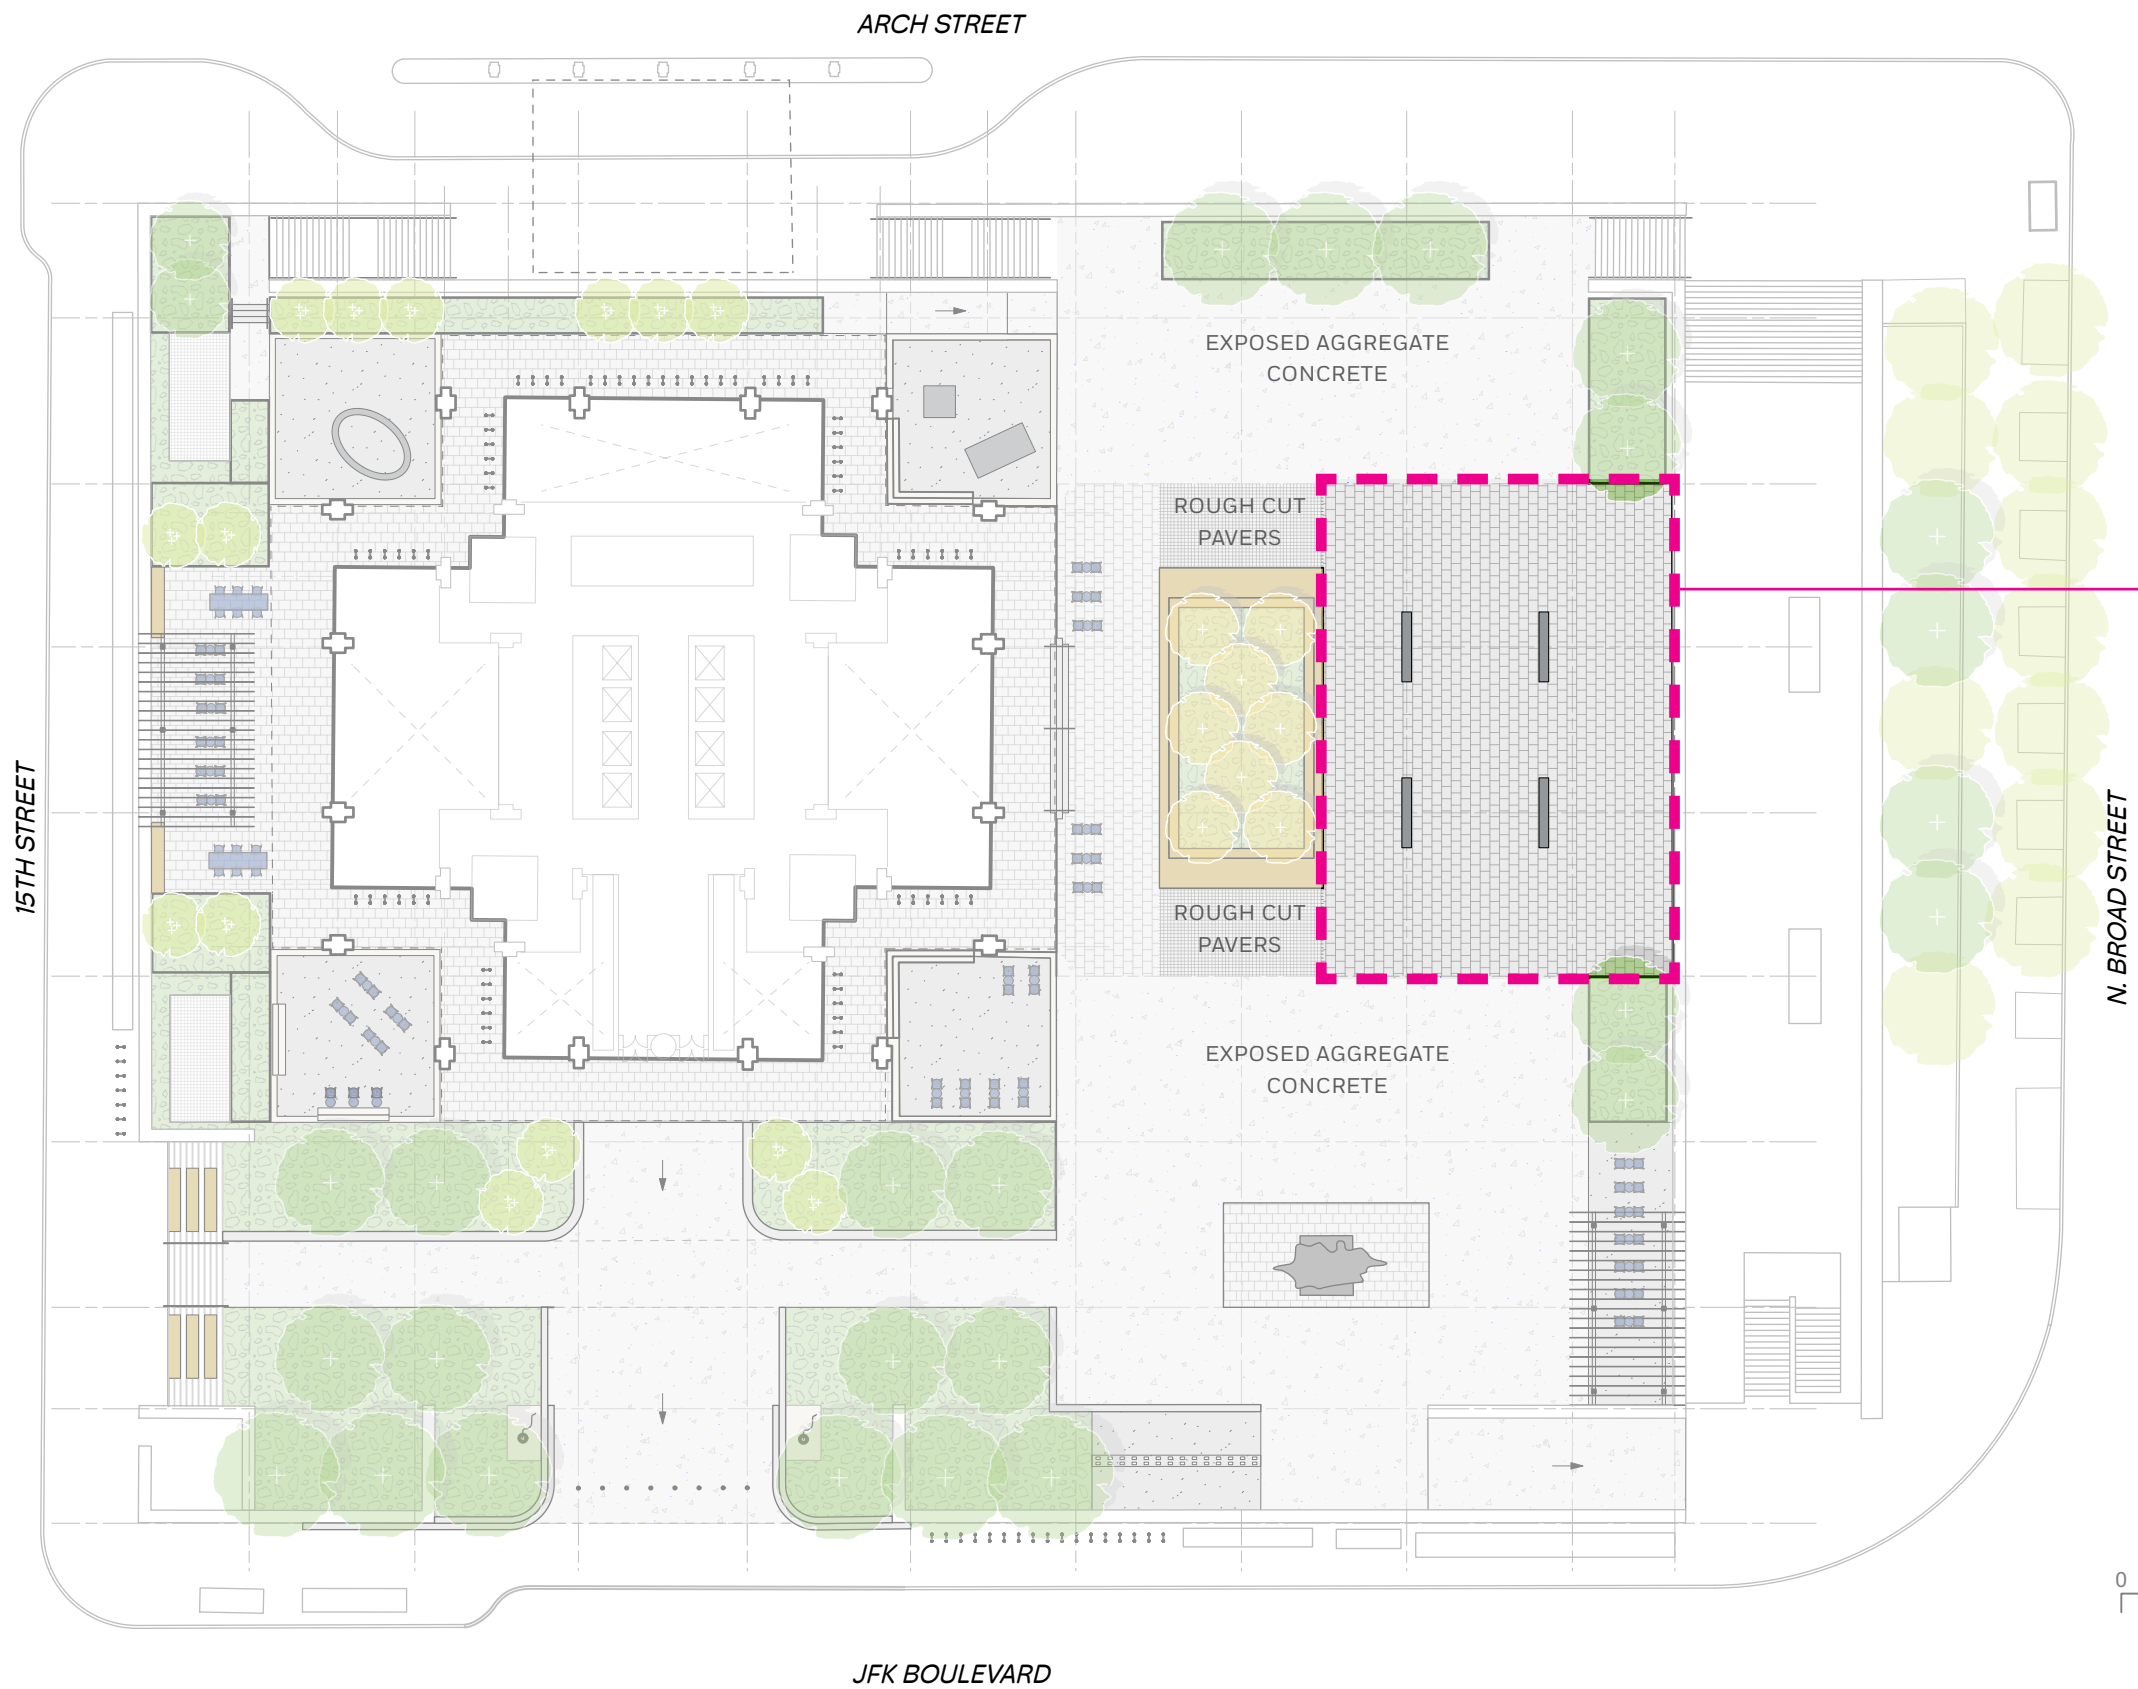 ARCH STREET
EXPOSED AGGREGATE
CONCRETE
ROUGH CUT
PAVERS
15TH STREET
N. BROAD STREET
ROUGH CUT
PAVERS
EXPOSED AGGREGATE
CONCRETE
0
JFK BOULEVARD